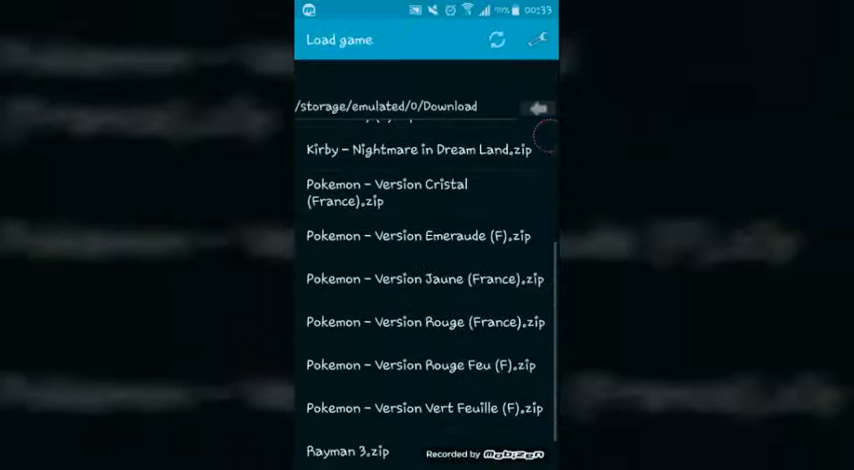 70% 00:33
Load game
/storage/emulated/0/Download
Kirby - Nightmare in Dream Land.zip
Pokemon - Version Cristal
(France).zip
Pokemon - Version Emeraude (F).zip
Pokemon - Version Jaune (France).zip
Pokemon - Version Rouge (France).zip
Pokemon - Version Rouge Feu (F).zip
Pokemon - Version Vert Feuille (F).zip
Rayman 3.zip
Recorded by mobizen